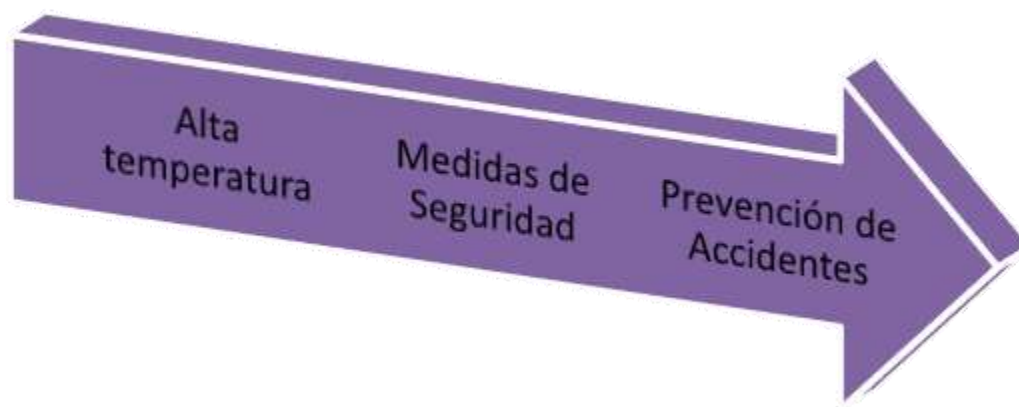 Alta
temperatura
Medidas de
Seguridad
Prevención de
Accidentes